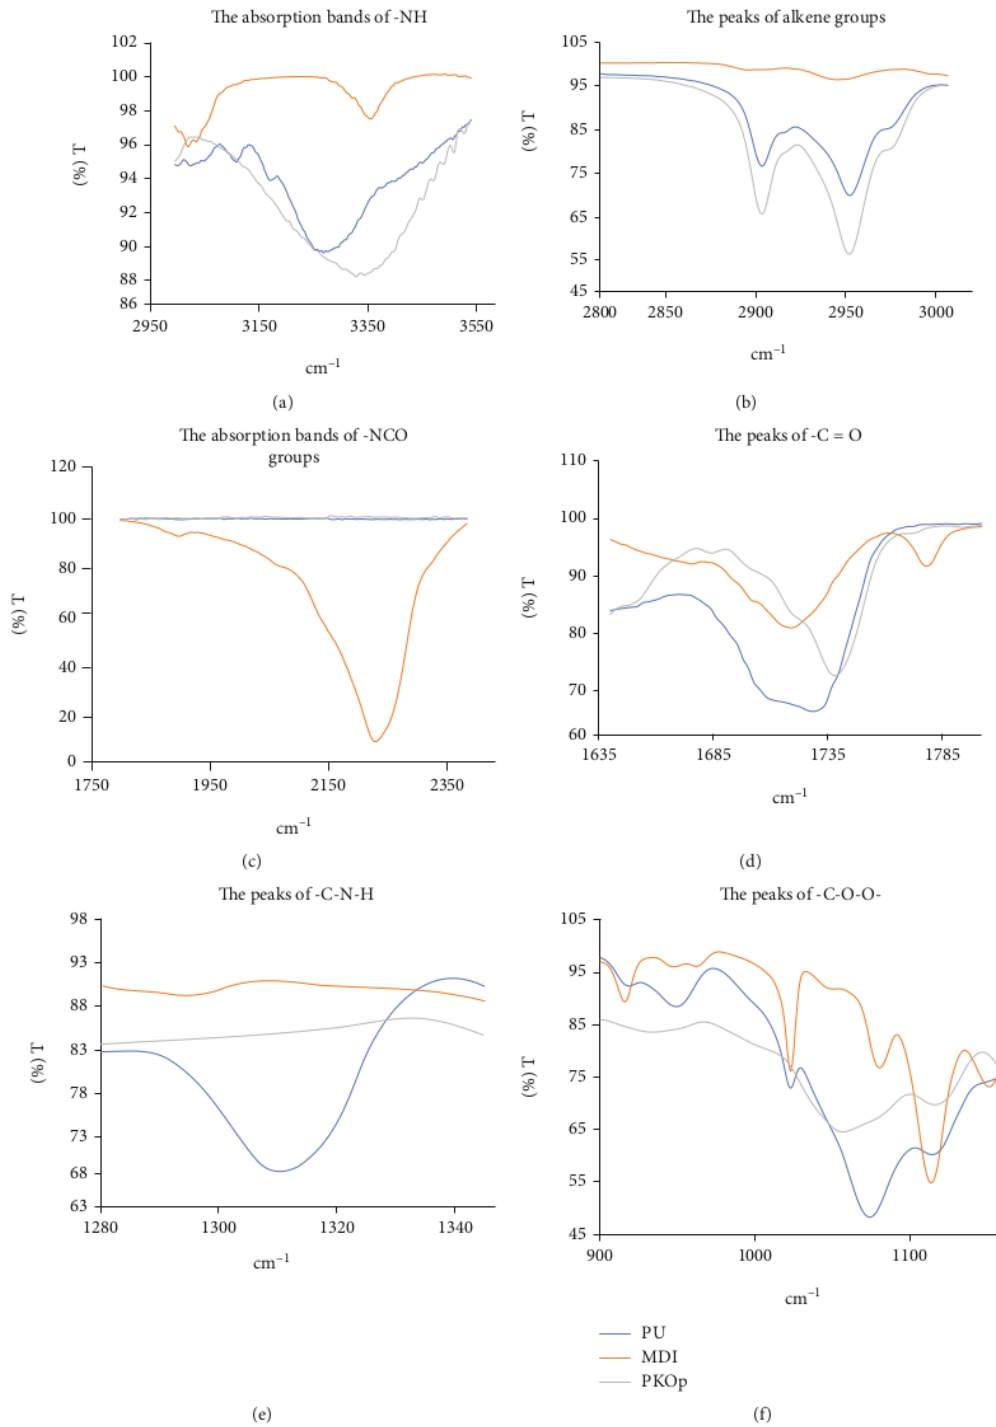 The absorption bands of -NH
102
100
98
96
94
92
90
88
86
(%) T
2950 3150 3350 3550
cm⁻¹
(a)
The peaks of alkene groups
105
95
85
75
65
55
45
(%) T
2800 2850 2900 2950 3000
cm⁻¹
(b)
The absorption bands of -NCO
groups
120
100
80
60
40
20
0
(%) T
1750 1950 2150 2350
cm⁻¹
(c)
The peaks of -C = O
110
100
90
80
70
60
(%) T
1635 1685 1735 1785
cm⁻¹
(d)
The peaks of -C-N-H
98
93
88
83
78
73
68
63
(%) T
1280 1300 1320 1340
cm⁻¹
(e)
The peaks of -C-O-O-
105
95
85
75
65
55
45
(%) T
900 1000 1100
cm⁻¹
PU
MDI
PKOp
(f)